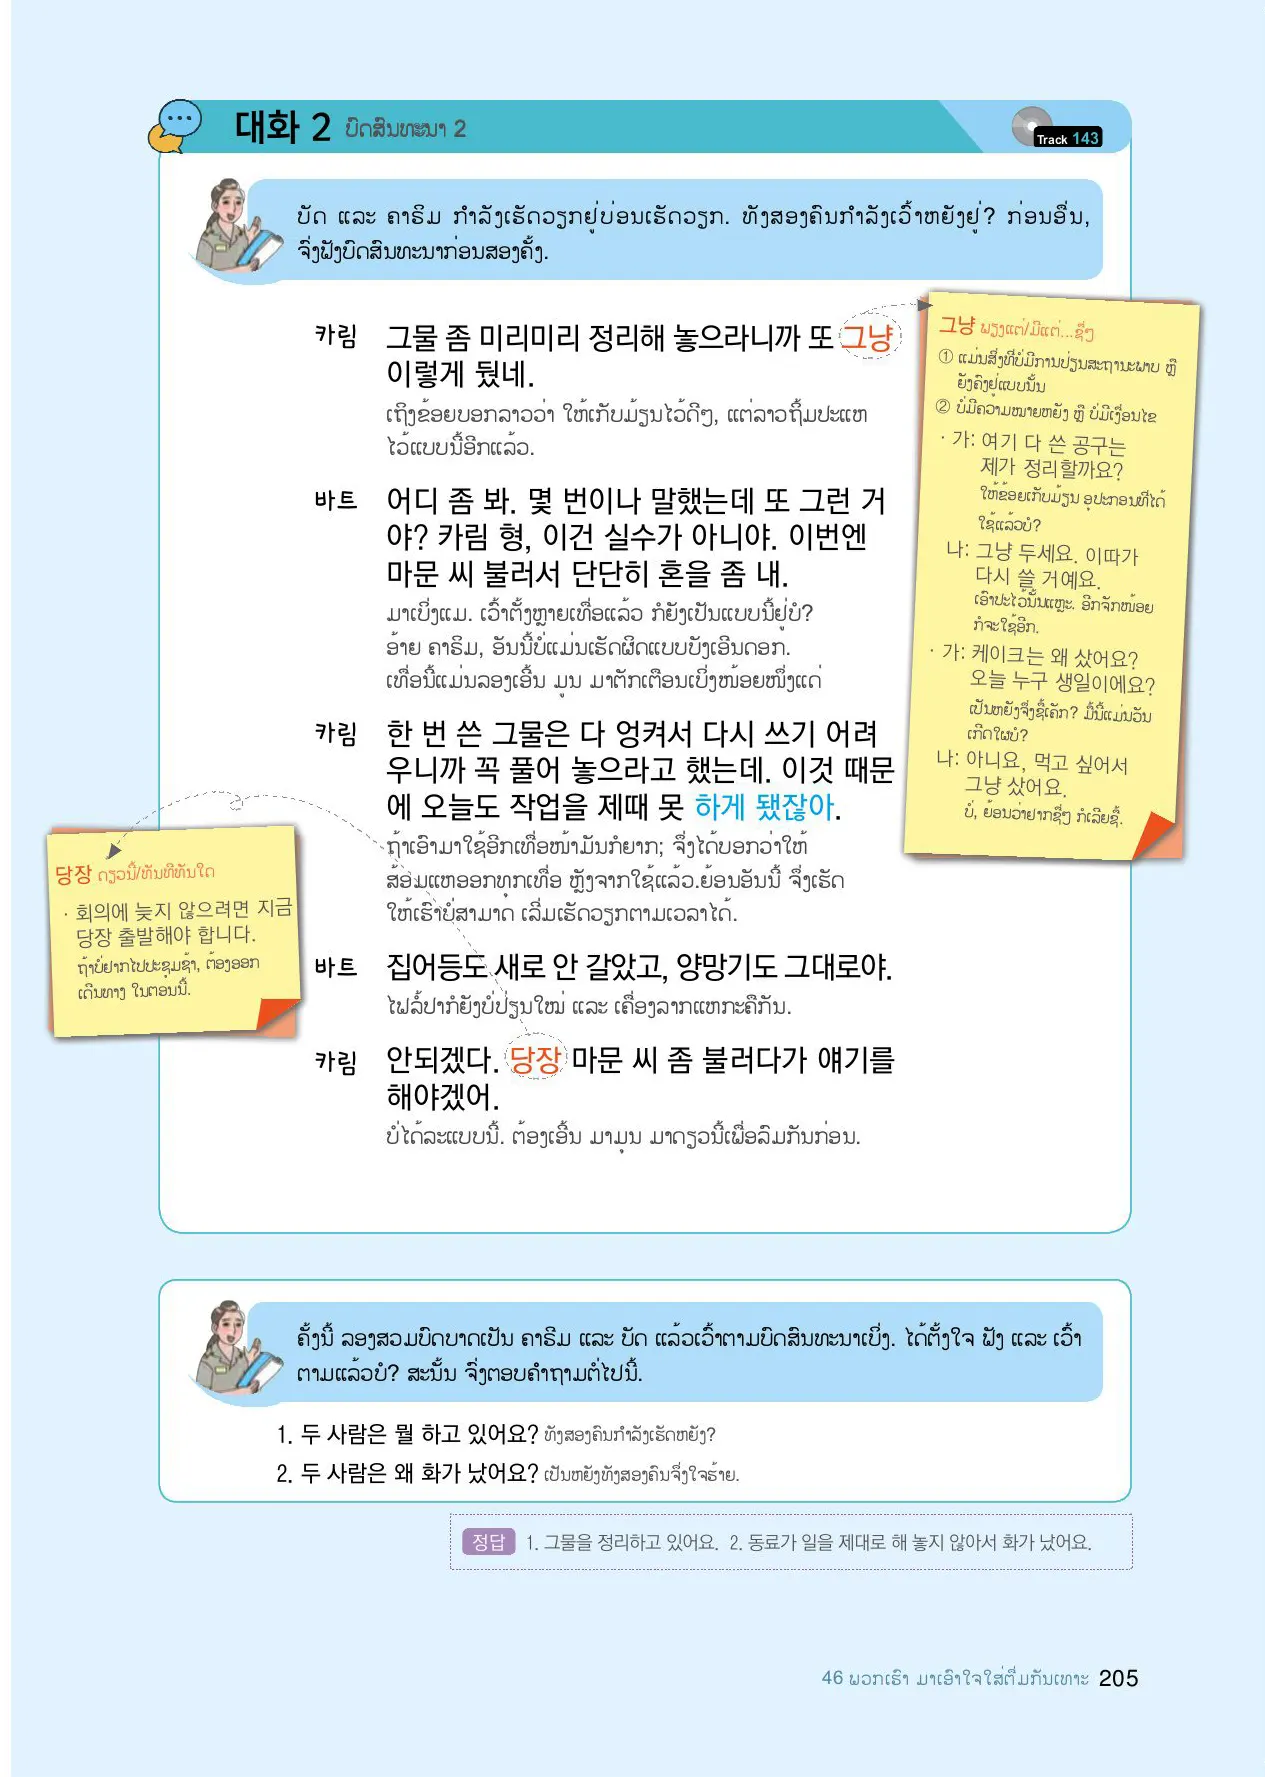 대화 2 ບົດສົນທະນາ 2
Track 143
ບັດ ແລະ ຄາຣິມ ກຳລັງເຮັດວຽກຢູ່ບ່ອນເຮັດວຽກ. ທັງສອງຄົນກຳລັງເວົ້າຫຍັງຢູ່? ກ່ອນອື່ນ,
ຈົ່ງຟັງບົດສົນທະນາກ່ອນສອງຄັ້ງ.
카림 그물 좀 미리미리 정리해 놓으라니까 또 그냥
이렇게 뒀네.
ເຖິງຂ້ອຍບອກລາວວ່າ ໃຫ້ເກັບມ້ຽນໄວ້ດີໆ, ແຕ່ລາວຖິ້ມປະແຫ
ໄວ້ແບບນີ້ອີກແລ້ວ.
바트 어디 좀 봐. 몇 번이나 말했는데 또 그런 거
야? 카림 형, 이건 실수가 아니야. 이번엔
마문 씨 불러서 단단히 혼을 좀 내.
ມາເບິ່ງແມ. ເວົ້າຕັ້ງຫຼາຍເທື່ອແລ້ວ ກໍຍັງເປັນແບບນີ້ຢູ່ບໍ?
ອ້າຍ ຄາຣິມ, ອັນນີ້ບໍ່ແມ່ນເຮັດຜິດແບບບັງເອີນດອກ.
ເທື່ອນີ້ແມ່ນລອງເອີ້ນ ມູນ ມາຕັກເຕືອນເບິ່ງໜ້ອຍໜຶ່ງແດ່
카림 한 번 쓴 그물은 다 엉켜서 다시 쓰기 어려
우니까 꼭 풀어 놓으라고 했는데. 이것 때문
에 오늘도 작업을 제때 못 하게 됐잖아.
ຖ້າເອົາມາໃຊ້ອີກເທື່ອໜ້າມັນກໍຍາກ; ຈຶ່ງໄດ້ບອກວ່າໃຫ້
ສ້ອມແຫອອກທຸກເທື່ອ ຫຼັງຈາກໃຊ້ແລ້ວ.ຍ້ອນອັນນີ້ ຈຶ່ງເຮັດ
ໃຫ້ເຮົາບໍ່ສາມາດ ເລີ່ມເຮັດວຽກຕາມເວລາໄດ້.
바트 집어등도 새로 안 갈았고, 양망기도 그대로야.
ໄຟລໍ້ປາກໍຍັງບໍ່ປ່ຽນໃໝ່ ແລະ ເຄື່ອງລາກແຫກະຄືກັນ.
카림 안되겠다. 당장 마문 씨 좀 불러다가 얘기를
해야겠어.
ບໍ່ໄດ້ລະແບບນີ້. ຕ້ອງເອີ້ນ ມາມຸນ ມາດຽວນີ້ເພື່ອລົມກັນກ່ອນ.
그냥 ພຽງແຕ່/ມີແຕ່...ຊື່ໆ
① ແມ່ນສິ່ງທີ່ບໍ່ມີການປ່ຽນສະຖານະພາບ ຫຼື
ຍັງຄົງຢູ່ແບບນັ້ນ
② ບໍ່ມີຄວາມໝາຍຫຍັງ ຫຼື ບໍ່ມີເງື່ອນໄຂ
· 가: 여기 다 쓴 공구는
제가 정리할까요?
ໃຫ້ຂ້ອຍເກັບມ້ຽນ ອຸປະກອນທີ່ໄດ້
ໃຊ້ແລ້ວບໍ?
나: 그냥 두세요. 이따가
다시 쓸 거예요.
ເອົາປະໄວ້ນັ້ນແຫຼະ. ອີກຈັກໜ້ອຍ
ກໍຈະໃຊ້ອີກ.
· 가: 케이크는 왜 샀어요?
오늘 누구 생일이에요?
ເປັນຫຍັງຈຶ່ງຊື້ເຄັກ? ມື້ນີ້ແມ່ນວັນ
ເກີດໃຜບໍ?
나: 아니요, 먹고 싶어서
그냥 샀어요.
ບໍ່, ຍ້ອນວ່າຢາກຊື່ໆ ກໍເລີຍຊື້.
당장 ດຽວນີ້/ທັນທີທັນໃດ
· 회의에 늦지 않으려면 지금
당장 출발해야 합니다.
ຖ້າບໍ່ຢາກໄປປະຊຸມຊ້າ, ຕ້ອງອອກ
ເດີນທາງ ໃນຕອນນີ້.
ຄັ້ງນີ້ ລອງສວມບົດບາດເປັນ ຄາຣິມ ແລະ ບັດ ແລ້ວເວົ້າຕາມບົດສົນທະນາເບິ່ງ. ໄດ້ຕັ້ງໃຈ ຟັງ ແລະ ເວົ້າ
ຕາມແລ້ວບໍ? ສະນັ້ນ ຈົ່ງຕອບຄຳຖາມຕໍ່ໄປນີ້.
1. 두 사람은 뭘 하고 있어요? ທັງສອງຄົນກຳລັງເຮັດຫຍັງ?
2. 두 사람은 왜 화가 났어요? ເປັນຫຍັງທັງສອງຄົນຈຶ່ງໃຈຮ້າຍ.
정답 1. 그물을 정리하고 있어요. 2. 동료가 일을 제대로 해 놓지 않아서 화가 났어요.
46 ພວກເຮົາ ມາເອົາໃຈໃສ່ຕື່ມກັນເທາະ 205